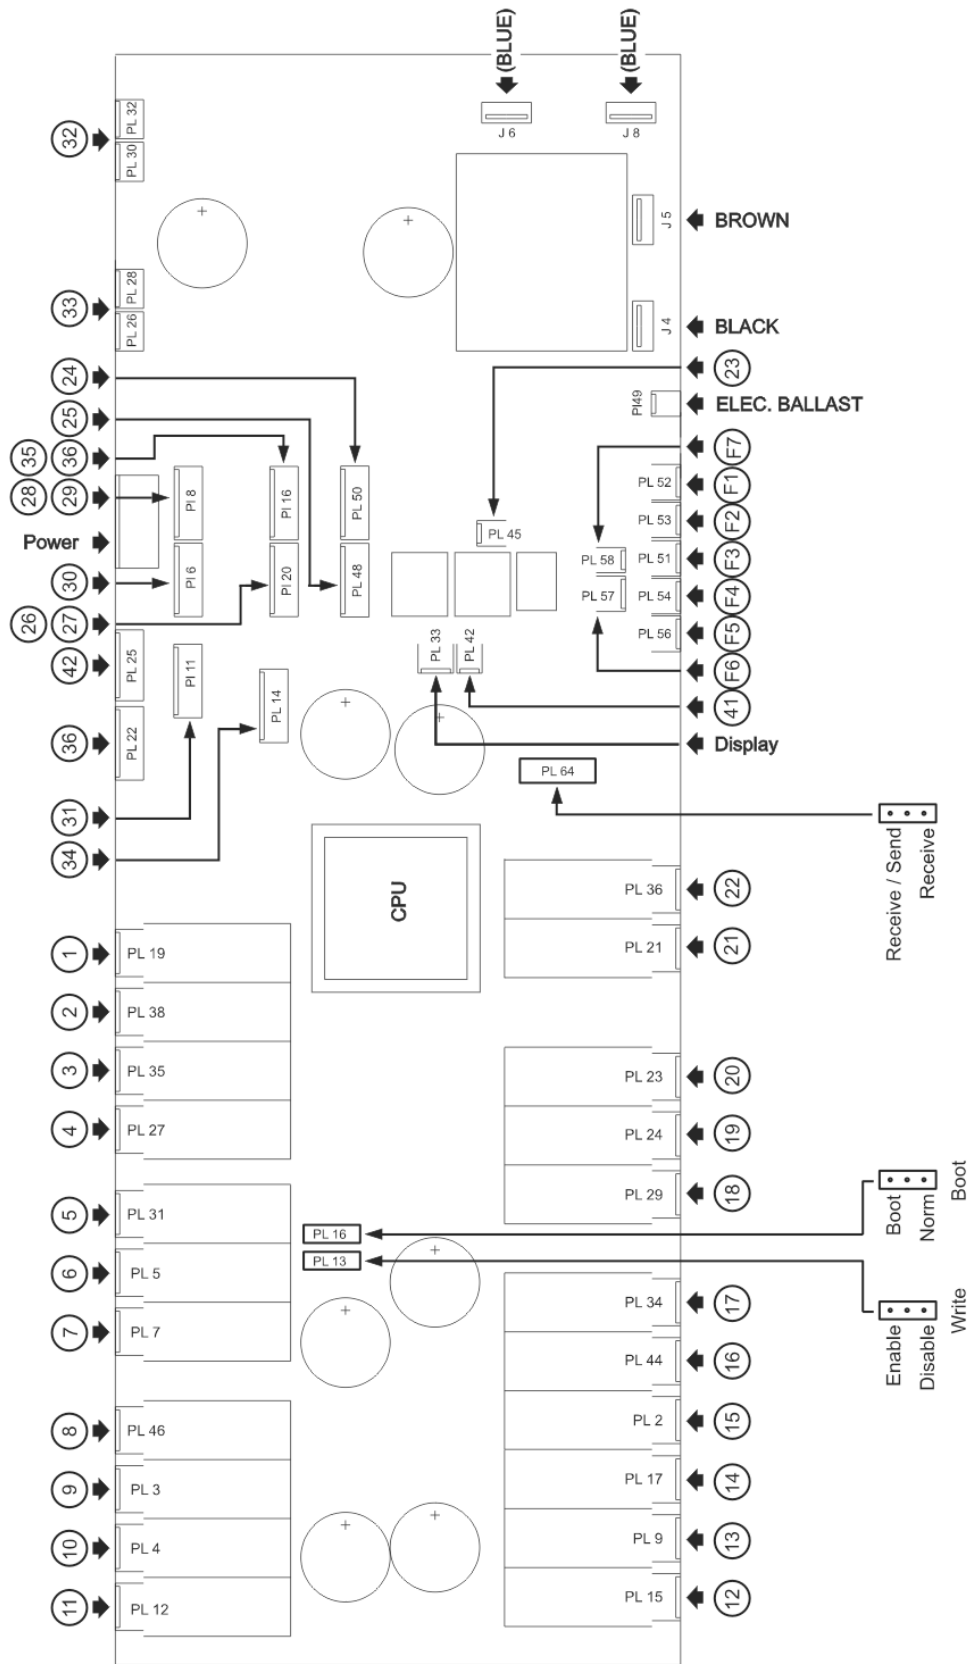 (BLUE)
(BLUE)
PL 32
32
PL 30
J 6
J 8
J 5
BROWN
PL 28
33
PL 26
J 4
BLACK
24
23
25
PI49
ELEC. BALLAST
35
36
F7
28
29
PI 8
PI 16
PL 50
PL 52
F1
PL 53
F2
Power
PL 45
30
PI 6
PI 20
PL 48
PL 58
PL 51
F3
26
27
PL 57
PL 54
F4
PL 56
F5
42
PL 25
PI 11
PL 33
PL 42
F6
PL 14
41
36
PL 22
Display
PL 64
31
34
Receive / Send
Receive
CPU
PL 36
22
1
PL 19
PL 21
21
2
PL 38
3
PL 35
PL 23
20
4
PL 27
PL 24
19
5
PL 31
PL 29
18
Boot
Norm
Boot
PL 16
PL 13
6
PL 5
7
PL 7
PL 34
17
Enable
Disable
Write
PL 44
16
8
PL 46
PL 2
15
9
PL 3
PL 17
14
10
PL 4
PL 9
13
11
PL 12
PL 15
12